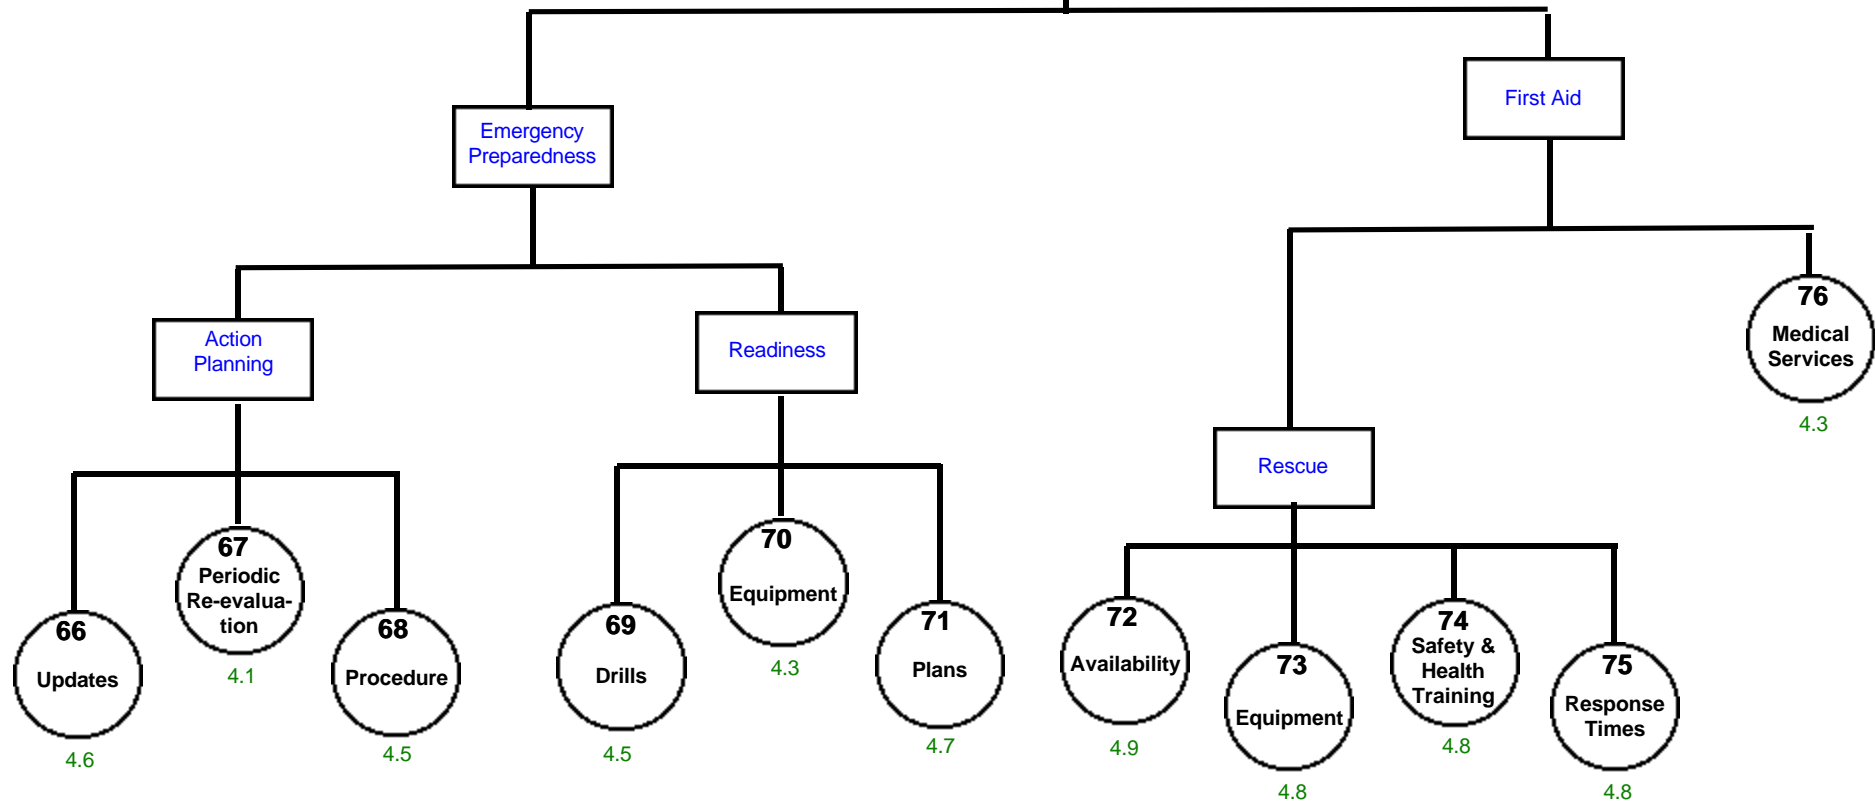 First Aid
Emergency
Preparedness
Action
Planning
Readiness
76
Medical
Services
4.3
Rescue
66
Updates
4.6
67
Periodic
Re-evalua-
tion
4.1
68
Procedure
4.5
69
Drills
4.5
70
Equipment
4.3
71
Plans
4.7
72
Availability
4.9
73
Equipment
4.8
74
Safety &
Health
Training
4.8
75
Response
Times
4.8